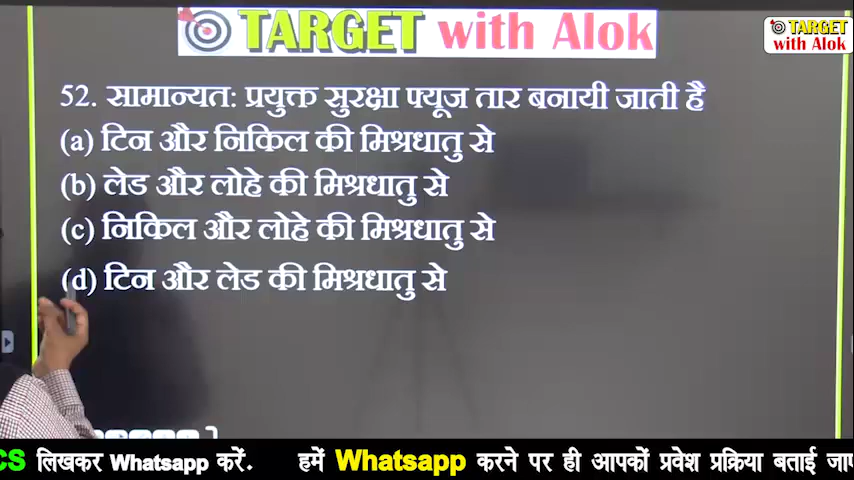 TARGET with Alok
TARGET
with Alok
52. सामान्यत: प्रयुक्त सुरक्षा फ्यूज तार बनायी जाती है
(a) टिन और निकिल की मिश्रधातु से
(b) लेड और लोहे की मिश्रधातु से
(c) निकिल और लोहे की मिश्रधातु से
(d) टिन और लेड की मिश्रधातु से
CS लिखकर Whatsapp करें. हमें Whatsapp करने पर ही आपकों प्रवेश प्रक्रिया बताई जाए